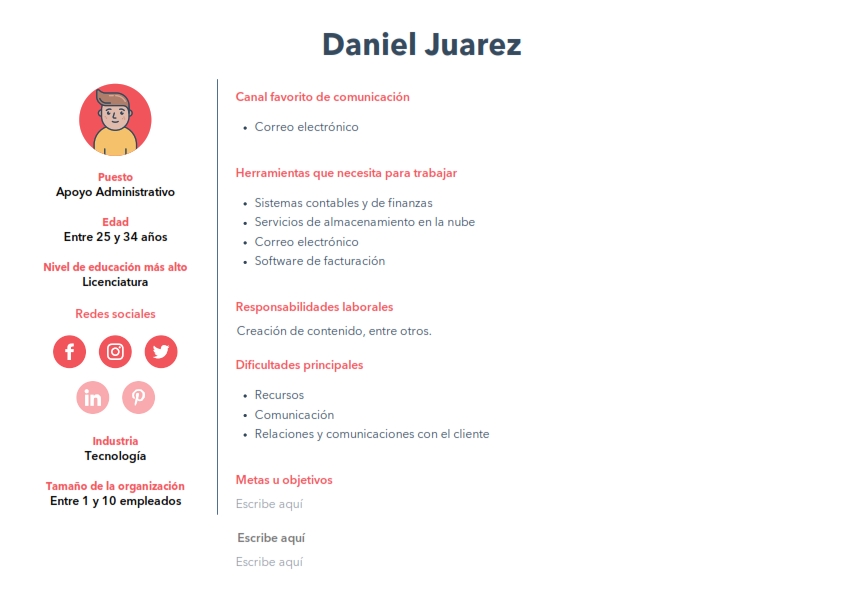 Daniel Juarez
Puesto
Apoyo Administrativo
Edad
Entre 25 y 34 años
Nivel de educación más alto
Licenciatura
Redes sociales
Industria
Tecnología
Tamaño de la organización
Entre 1 y 10 empleados
Canal favorito de comunicación
• Correo electrónico
Herramientas que necesita para trabajar
• Sistemas contables y de finanzas
• Servicios de almacenamiento en la nube
• Correo electrónico
• Software de facturación
Responsabilidades laborales
Creación de contenido, entre otros.
Dificultades principales
• Recursos
• Comunicación
• Relaciones y comunicaciones con el cliente
Metas u objetivos
Escribe aquí
Escribe aquí
Escribe aquí